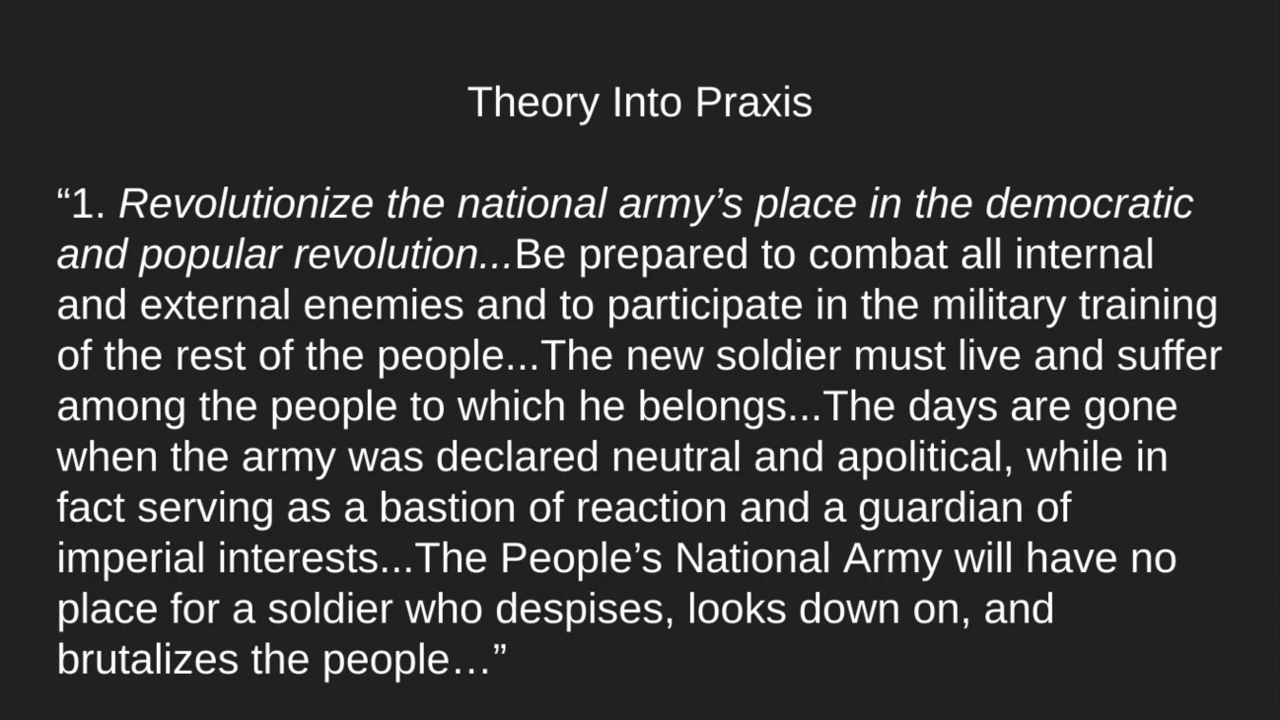 Theory Into Praxis
“1. Revolutionize the national army’s place in the democratic
and popular revolution...Be prepared to combat all internal
and external enemies and to participate in the military training
of the rest of the people...The new soldier must live and suffer
among the people to which he belongs...The days are gone
when the army was declared neutral and apolitical, while in
fact serving as a bastion of reaction and a guardian of
imperial interests...The People’s National Army will have no
place for a soldier who despises, looks down on, and
brutalizes the people…”